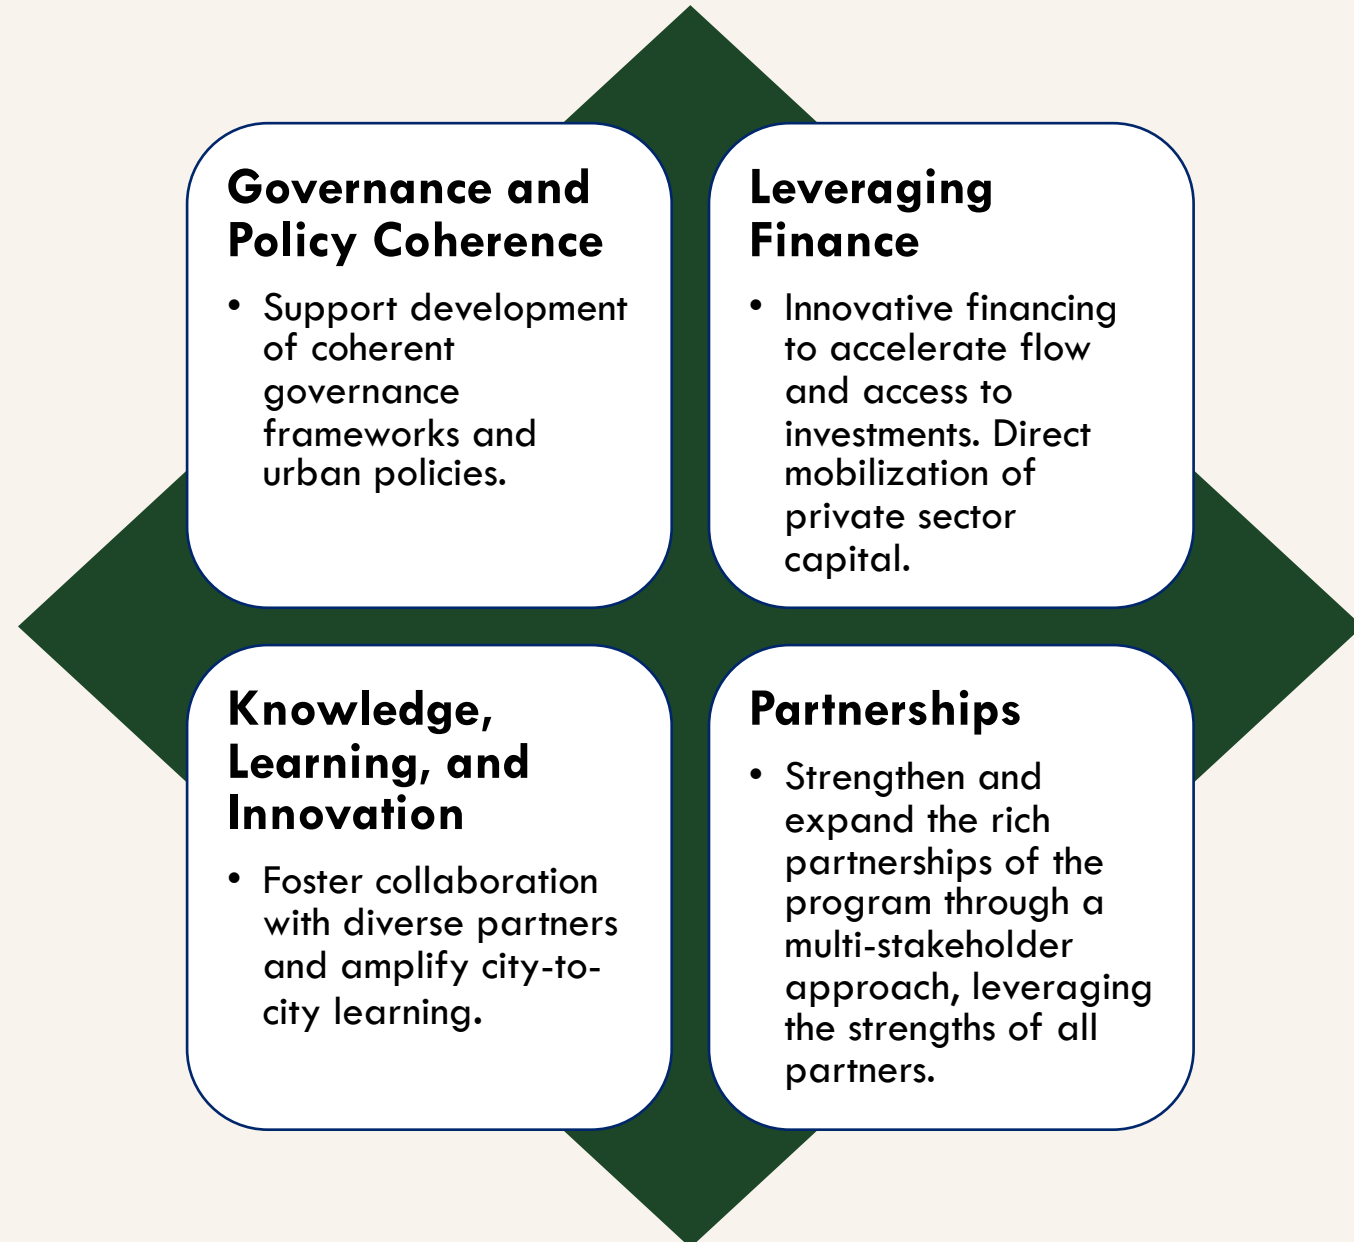 Governance and
Policy Coherence
• Support development
of coherent
governance
frameworks and
urban policies.
Leveraging
Finance
• Innovative financing
to accelerate flow
and access to
investments. Direct
mobilization of
private sector
capital.
Knowledge,
Learning, and
Innovation
• Foster collaboration
with diverse partners
and amplify city-to-
city learning.
Partnerships
• Strengthen and
expand the rich
partnerships of the
program through a
multi-stakeholder
approach, leveraging
the strengths of all
partners.